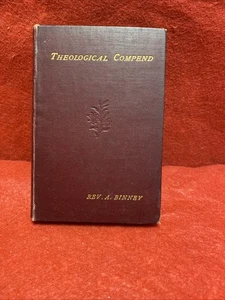 THEOLOGICAL COMPEND
REV. A. BINNEY